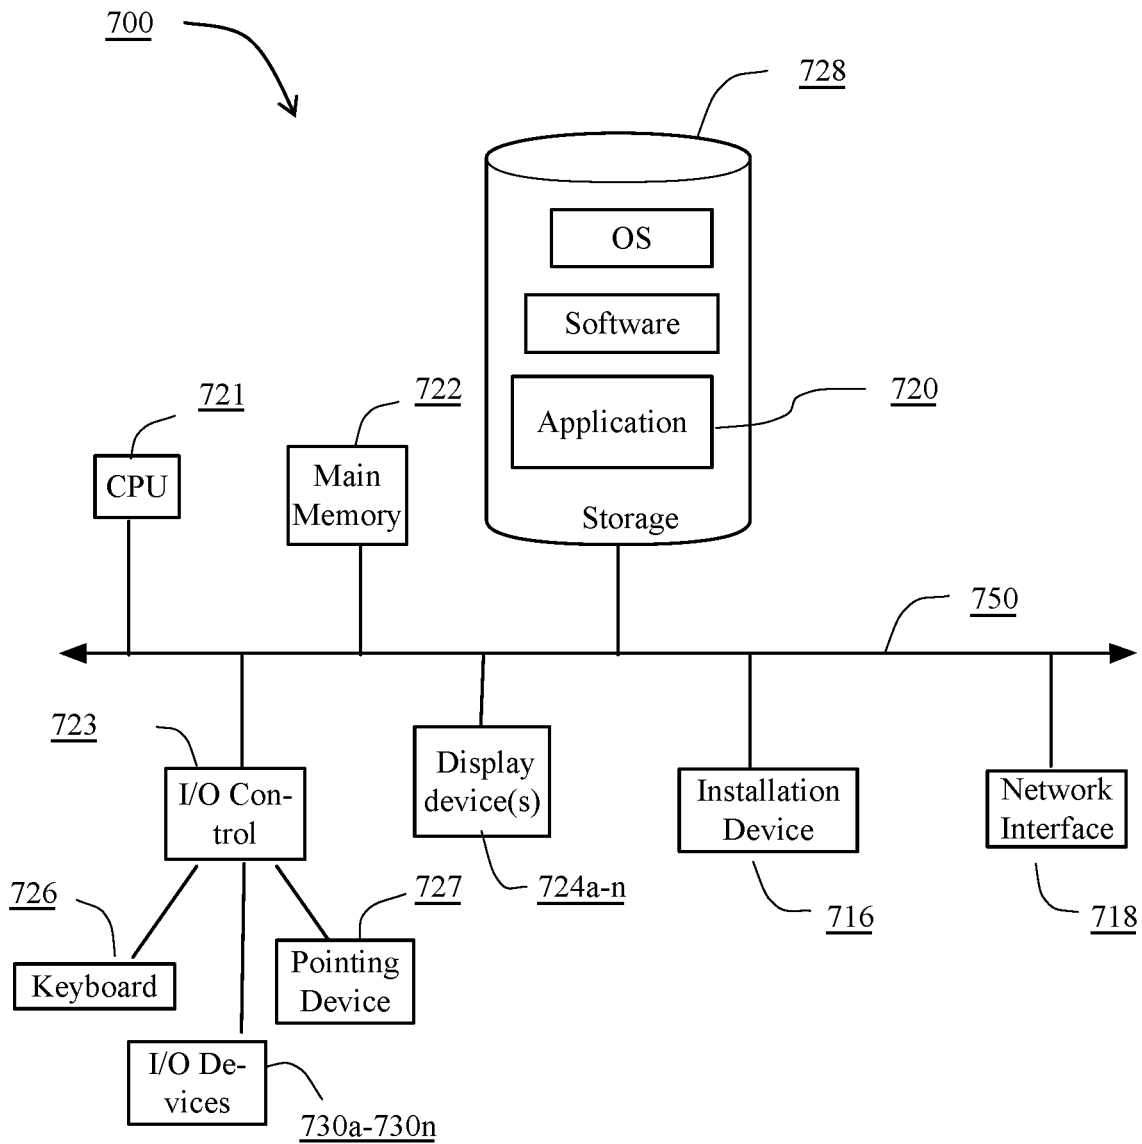 700
728
OS
Software
721
722
720
Application
CPU
Main
Memory
Storage
750
723
I/O Con-
trol
Display
device(s)
Installation
Device
Network
Interface
726
727
724a-n
716
718
Keyboard
Pointing
Device
I/O De-
vices
730a-730n